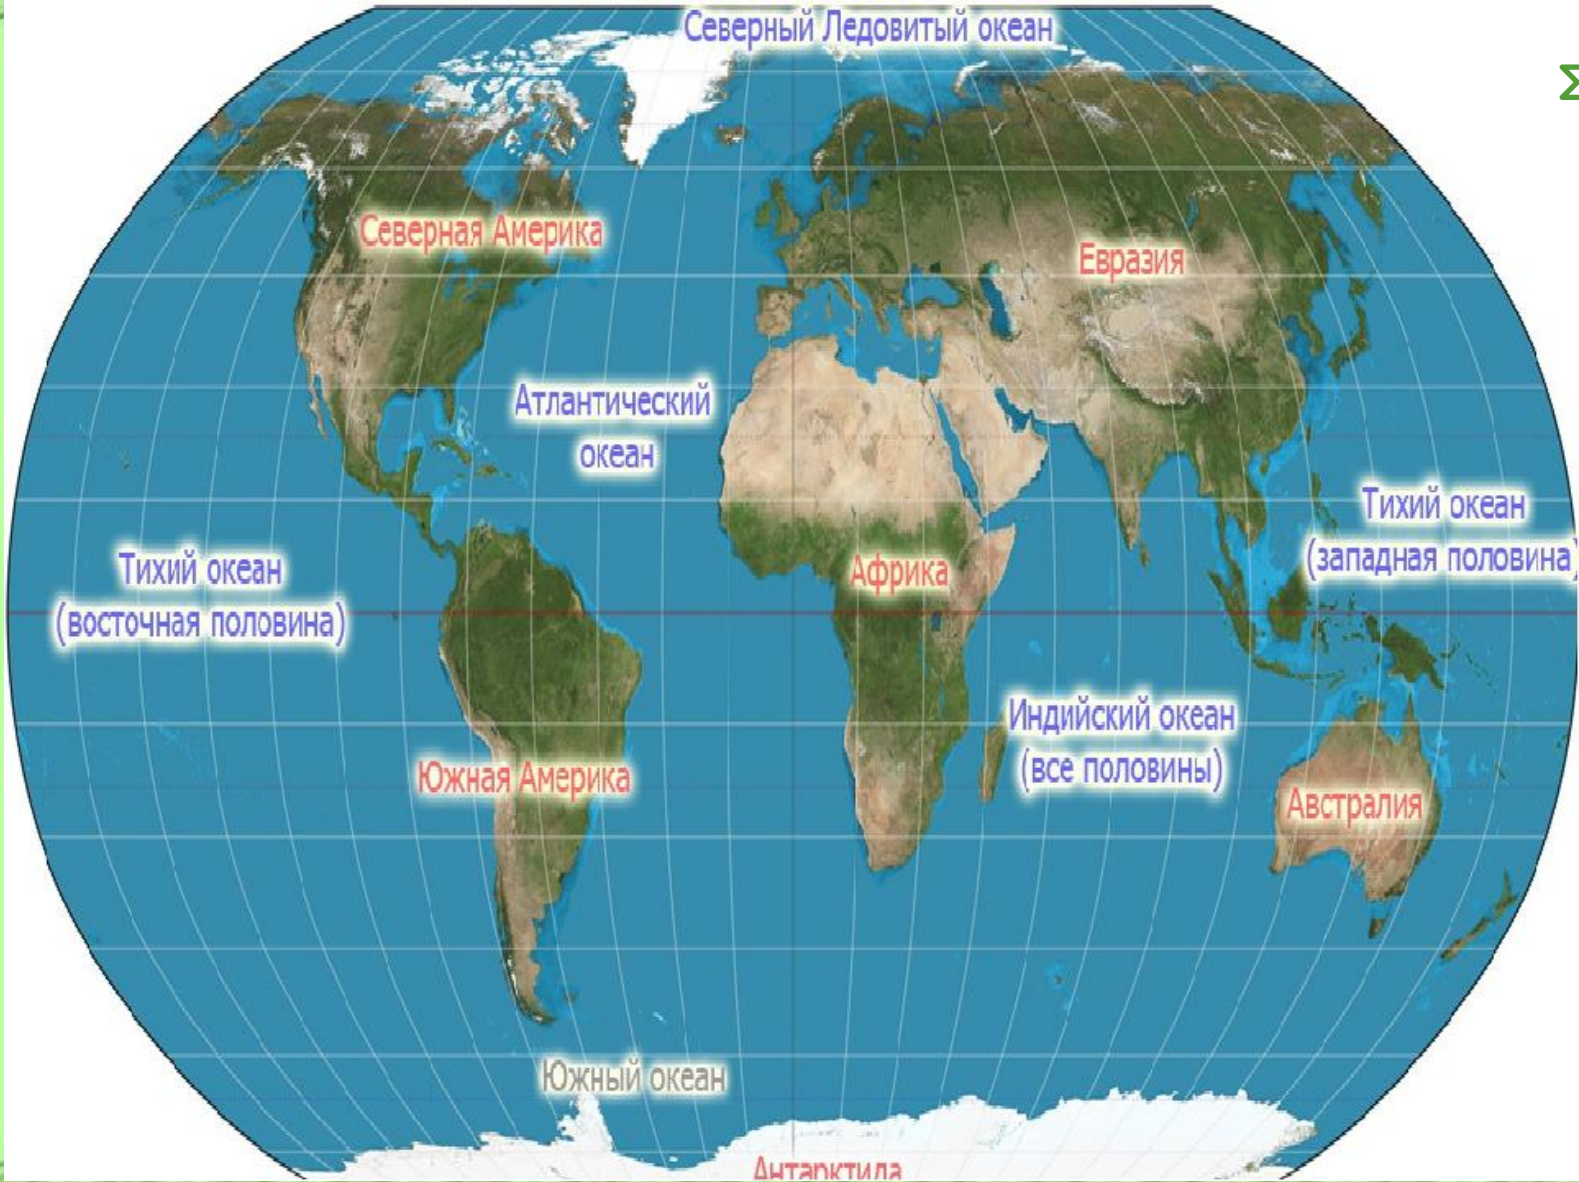 Северный Ледовитый океан
Σ
Северная Америка
Евразия
Атлантический
океан
Тихий океан
(западная половина)
Тихий океан
(восточная половина)
Африка
Индийский океан
(все половины)
Южная Америка
Австралия
Южный океан
Антарктида